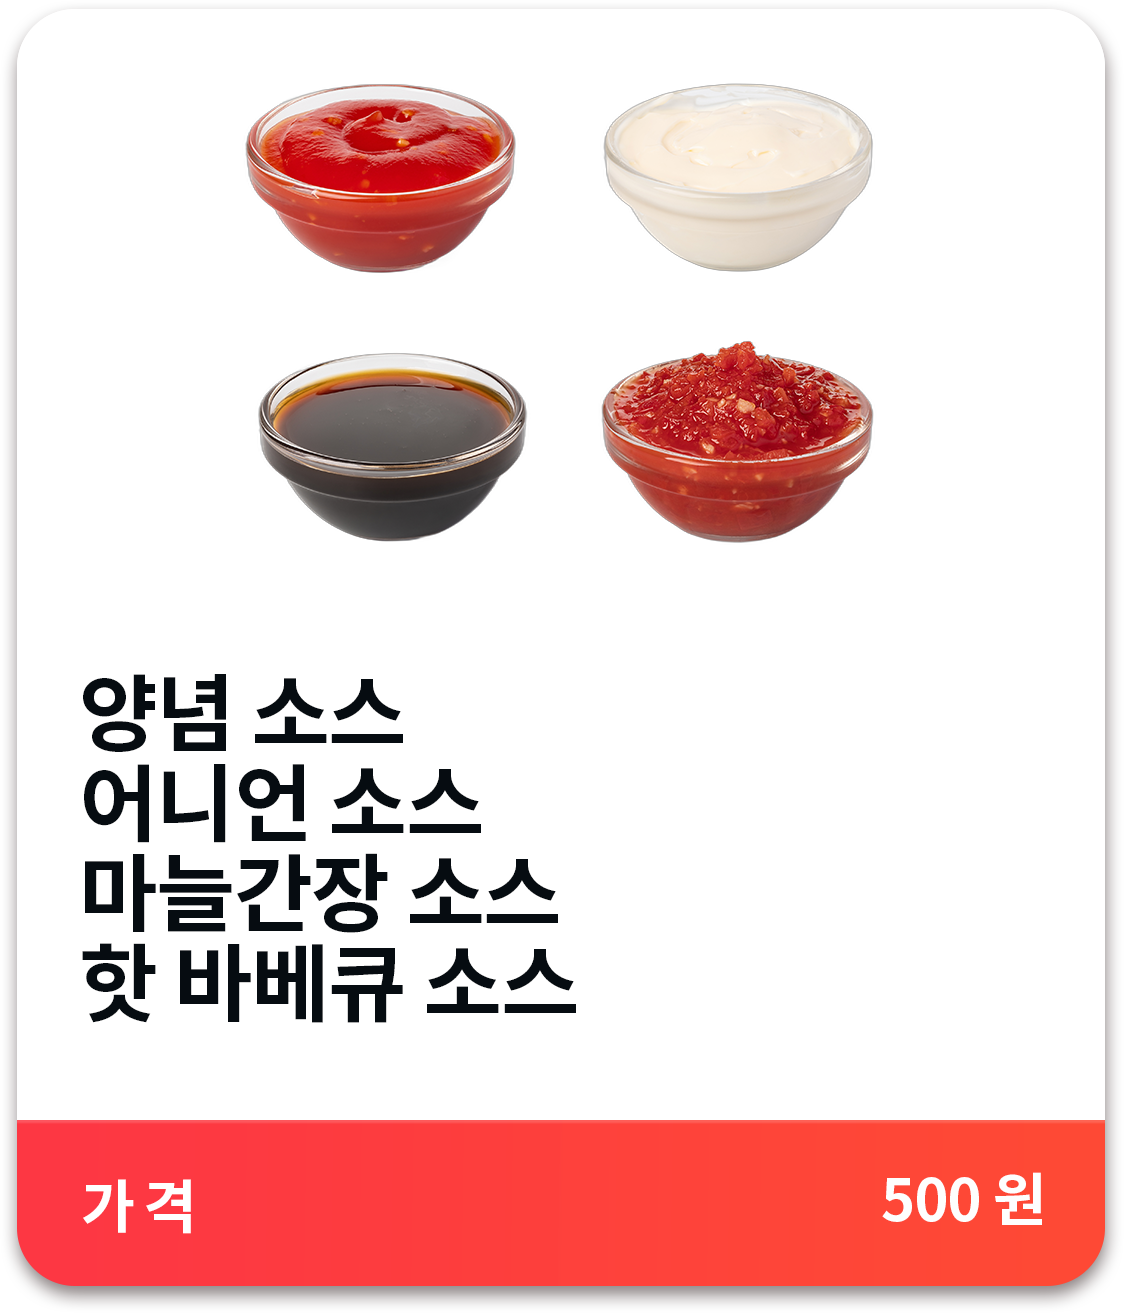 양념 소스
어니언 소스
마늘간장 소스
핫 바베큐 소스
가격 500 원